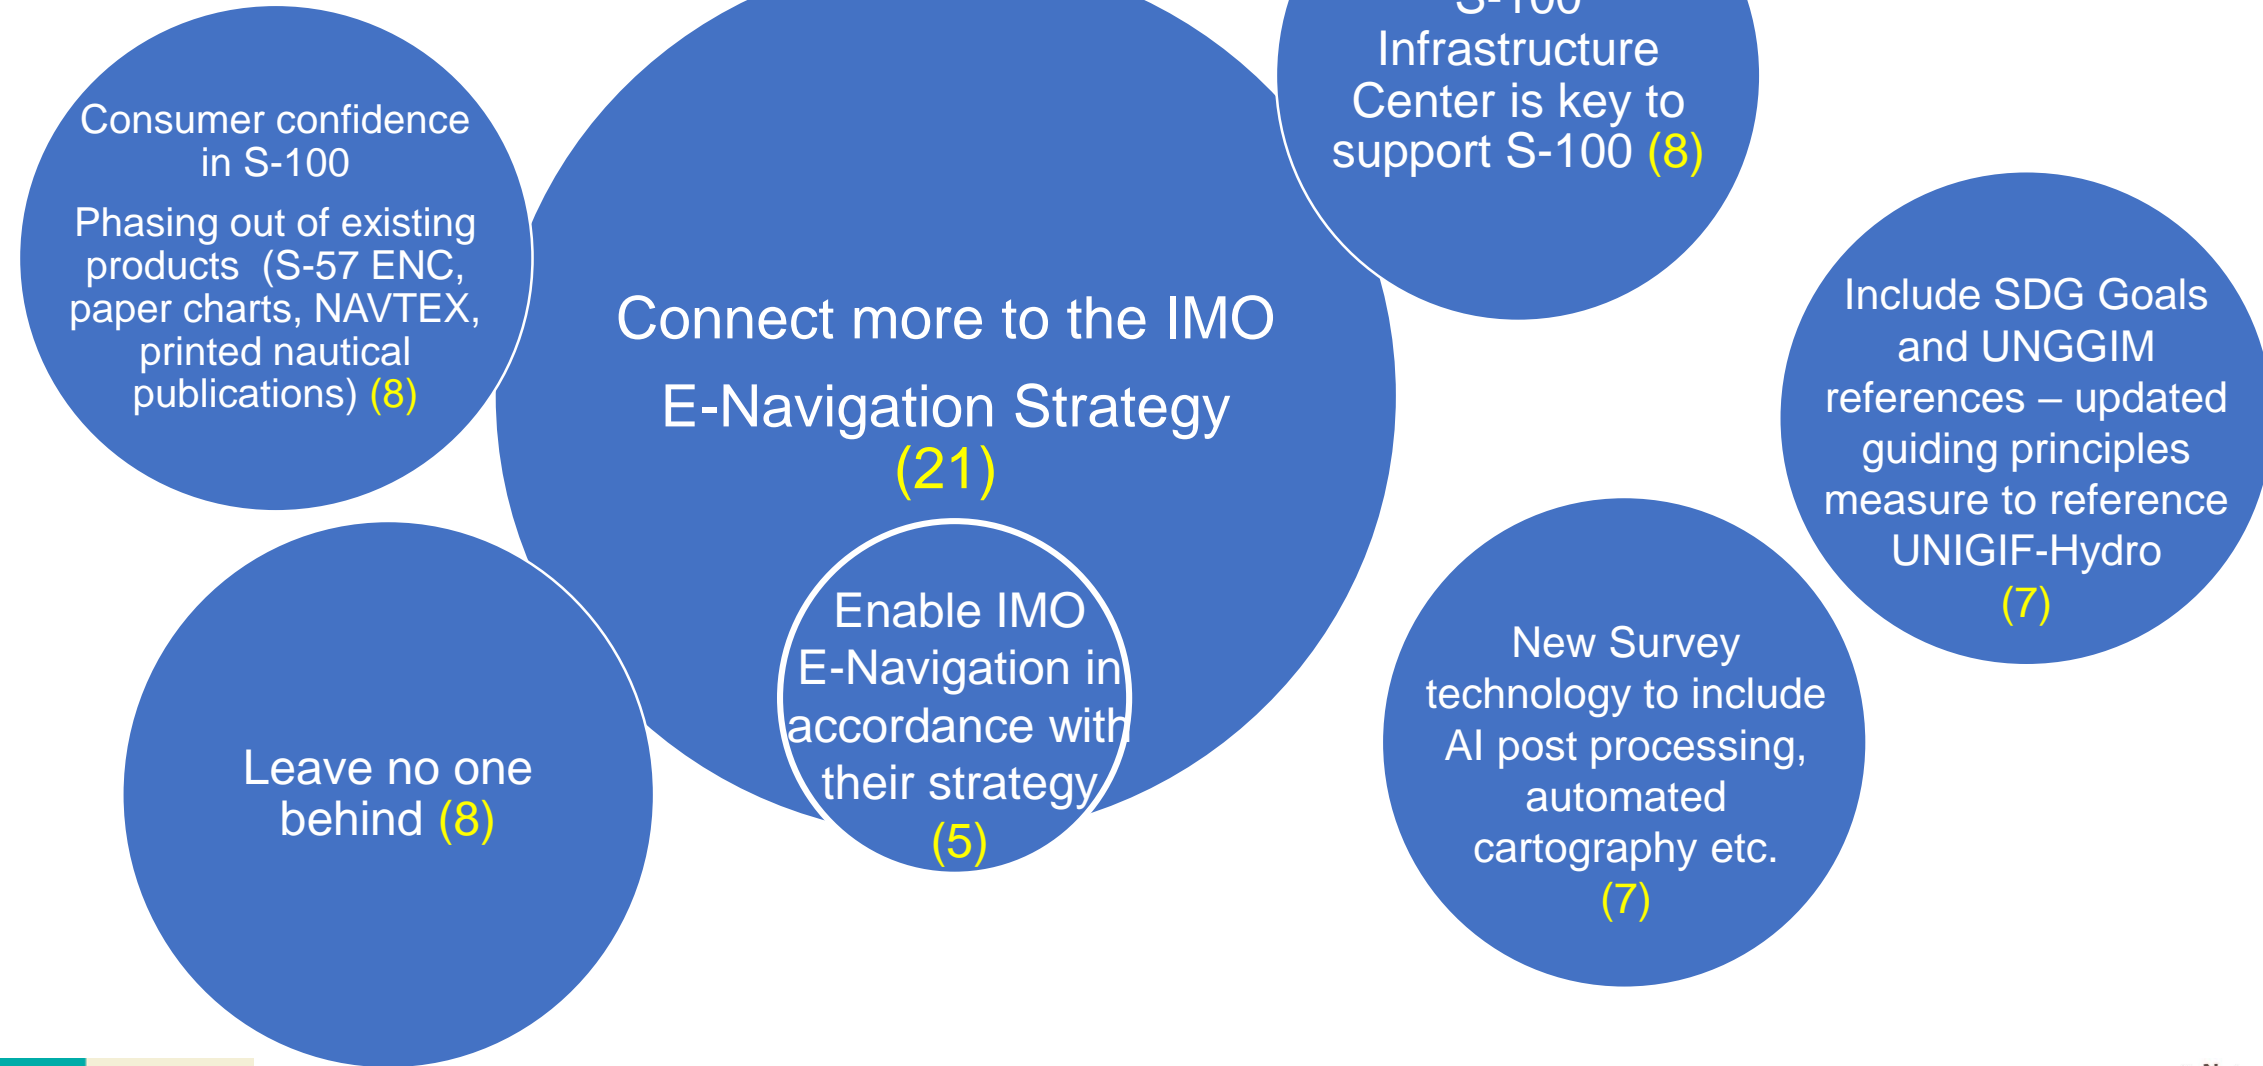 Consumer confidence
in S-100
Phasing out of existing
products (S-57 ENC,
paper charts, NAVTEX,
printed nautical
publications) (8)
Connect more to the IMO
E-Navigation Strategy
(21)
S-100
Infrastructure
Center is key to
support S-100 (8)
Include SDG Goals
and UNGGIM
references – updated
guiding principles
measure to reference
UNIGIF-Hydro
(7)
Enable IMO
E-Navigation in
accordance with
their strategy
(5)
New Survey
technology to include
AI post processing,
automated
cartography etc.
(7)
Leave no one
behind (8)